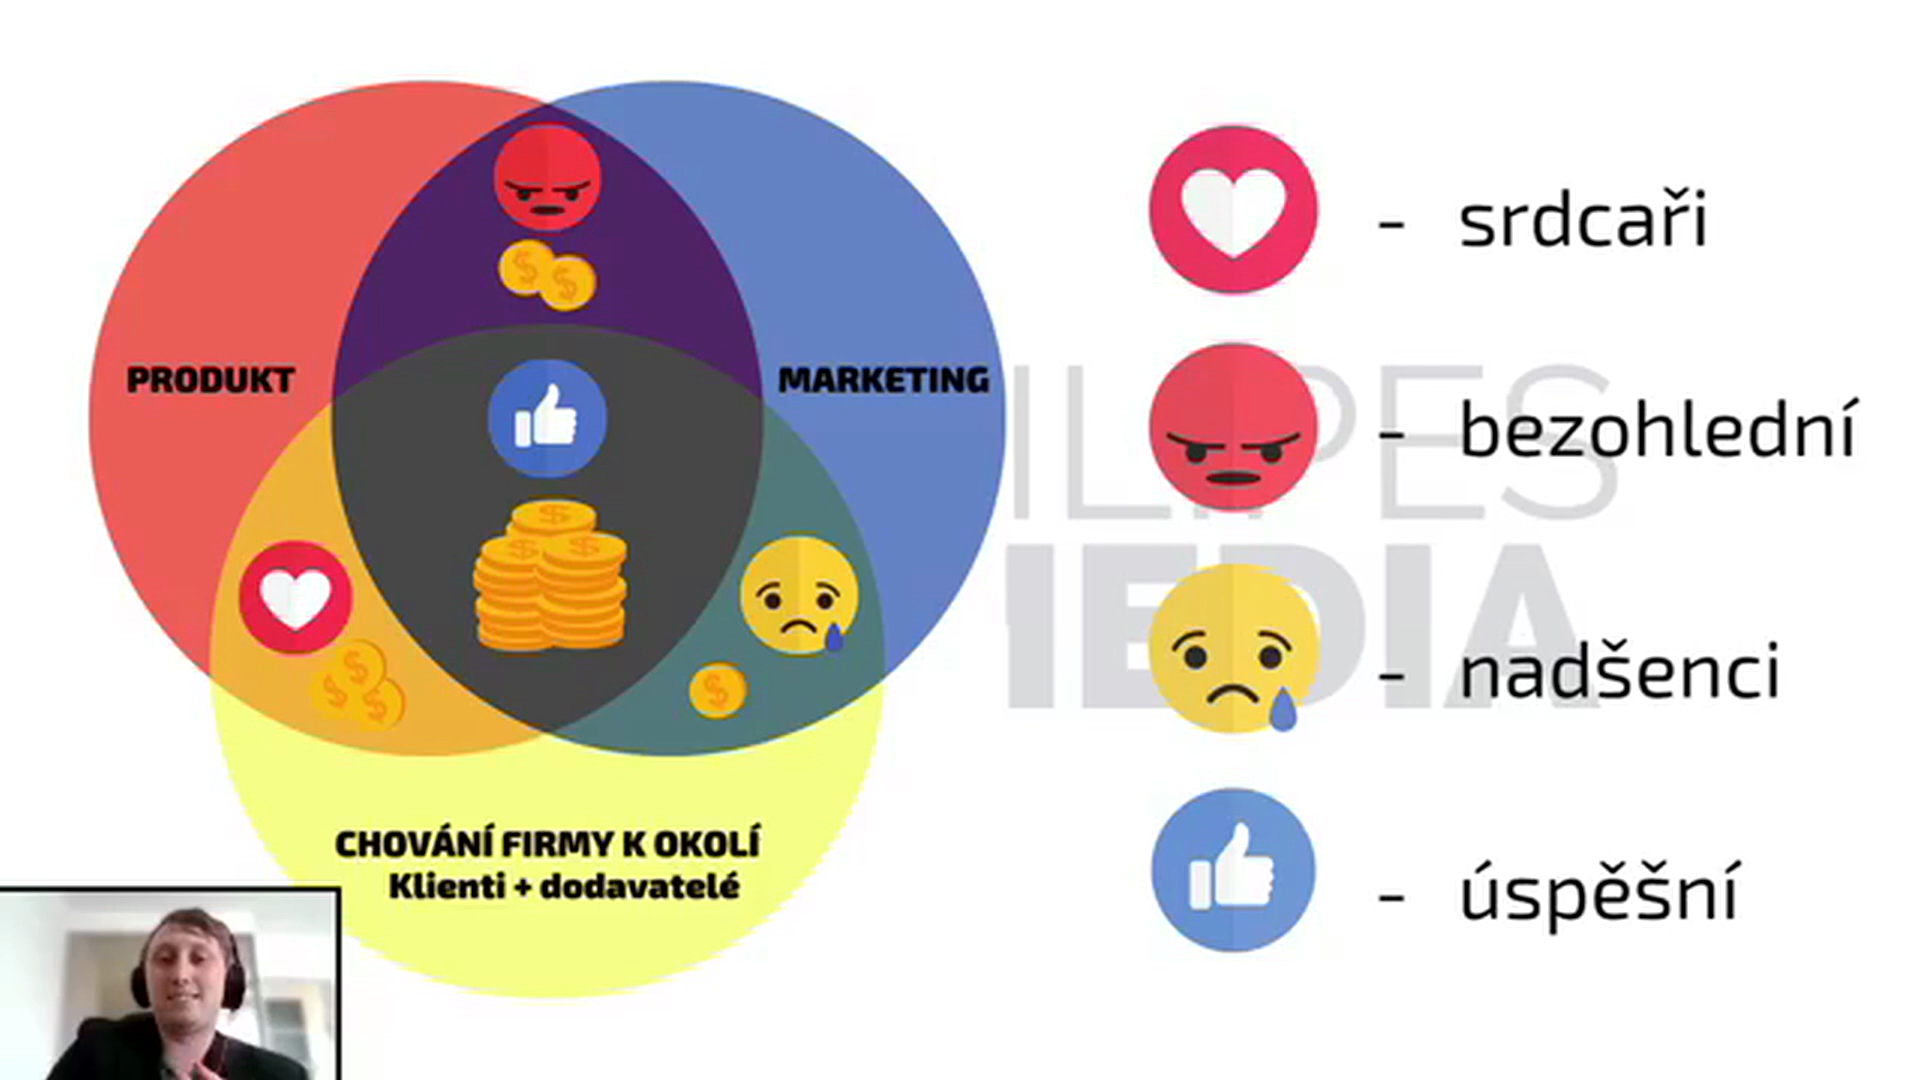 PRODUKT
MARKETING
CHOVÁNÍ FIRMY K OKOLÍ
Klienti + dodavatelé
- srdcaři
- bezohlední
- nadšenci
- úspěšní